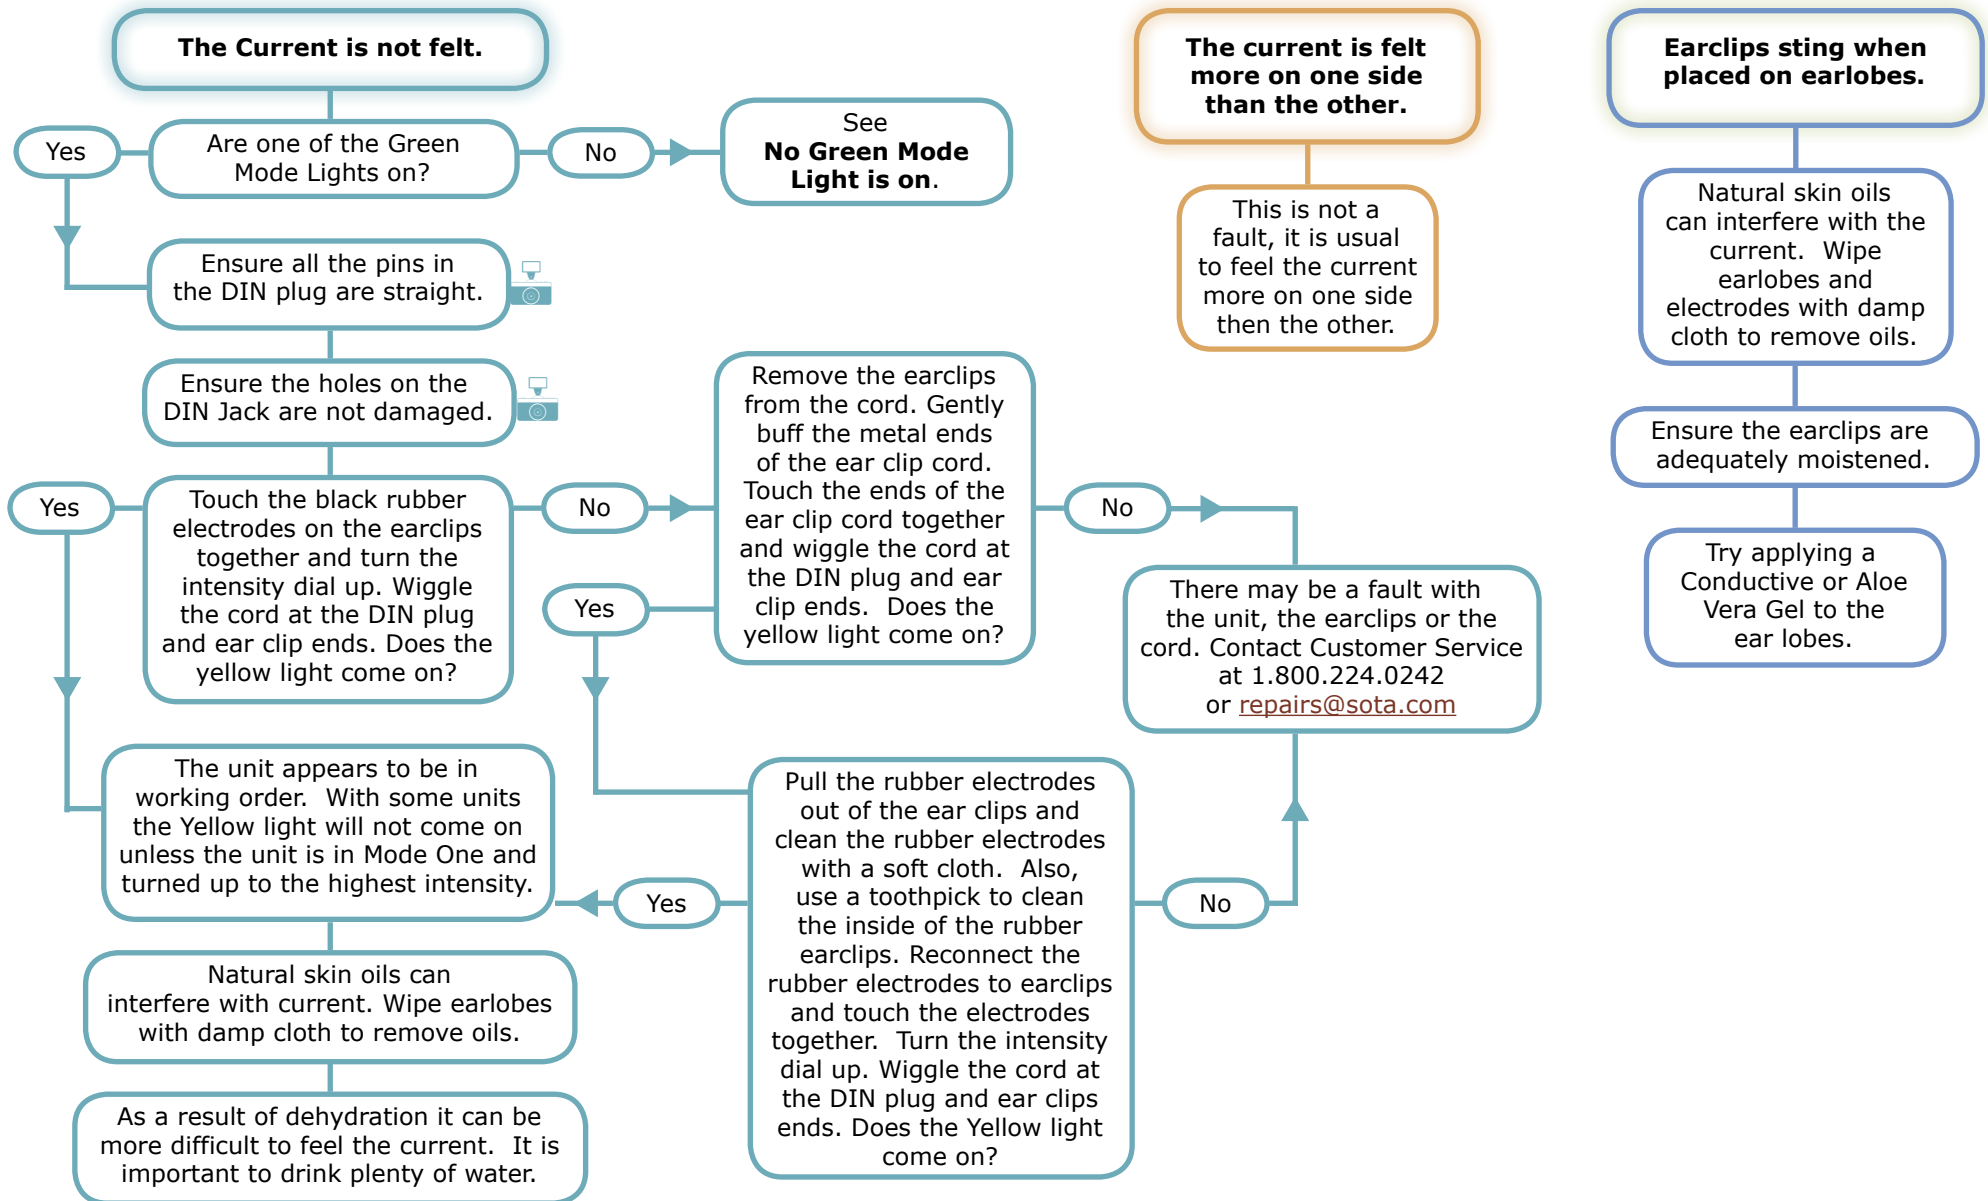 The Current is not felt.
Are one of the Green
Mode Lights on?
Yes
No
See
No Green Mode
Light is on.
Ensure all the pins in
the DIN plug are straight.
Ensure the holes on the
DIN Jack are not damaged.
Touch the black rubber
electrodes on the earclips
together and turn the
intensity dial up. Wiggle
the cord at the DIN plug
and ear clip ends. Does the
yellow light come on?
Yes
No
Remove the earclips
from the cord. Gently
buff the metal ends
of the ear clip cord.
Touch the ends of the
ear clip cord together
and wiggle the cord at
the DIN plug and ear
clip ends. Does the
yellow light come on?
No
Yes
There may be a fault with
the unit, the earclips or the
cord. Contact Customer Service
at 1.800.224.0242
or repairs@sota.com
The unit appears to be in
working order. With some units
the Yellow light will not come on
unless the unit is in Mode One and
turned up to the highest intensity.
Pull the rubber electrodes
out of the ear clips and
clean the rubber electrodes
with a soft cloth. Also,
use a toothpick to clean
the inside of the rubber
earclips. Reconnect the
rubber electrodes to earclips
and touch the electrodes
together. Turn the intensity
dial up. Wiggle the cord at
the DIN plug and ear clips
ends. Does the Yellow light
come on?
Yes
No
Natural skin oils can
interfere with current. Wipe earlobes
with damp cloth to remove oils.
As a result of dehydration it can be
more difficult to feel the current. It is
important to drink plenty of water.
The current is felt
more on one side
than the other.
This is not a
fault, it is usual
to feel the current
more on one side
then the other.
Earclips sting when
placed on earlobes.
Natural skin oils
can interfere with the
current. Wipe
earlobes and
electrodes with damp
cloth to remove oils.
Ensure the earclips are
adequately moistened.
Try applying a
Conductive or Aloe
Vera Gel to the
ear lobes.